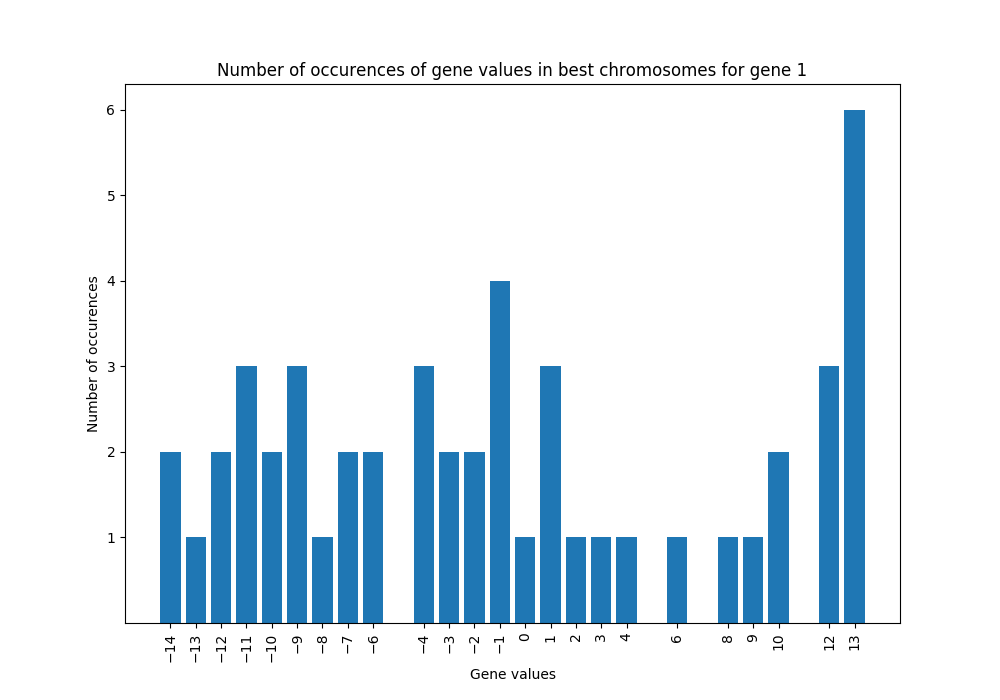 Number of occurences of gene values in best chromosomes for gene 1
6
5
4
3
2
1
Number of occurences
−14 −13 −12 −11 −10 −9 −8 −7 −6 −4 −3 −2 −1 0 1 2 3 4 6 8 9 10 12 13
Gene values